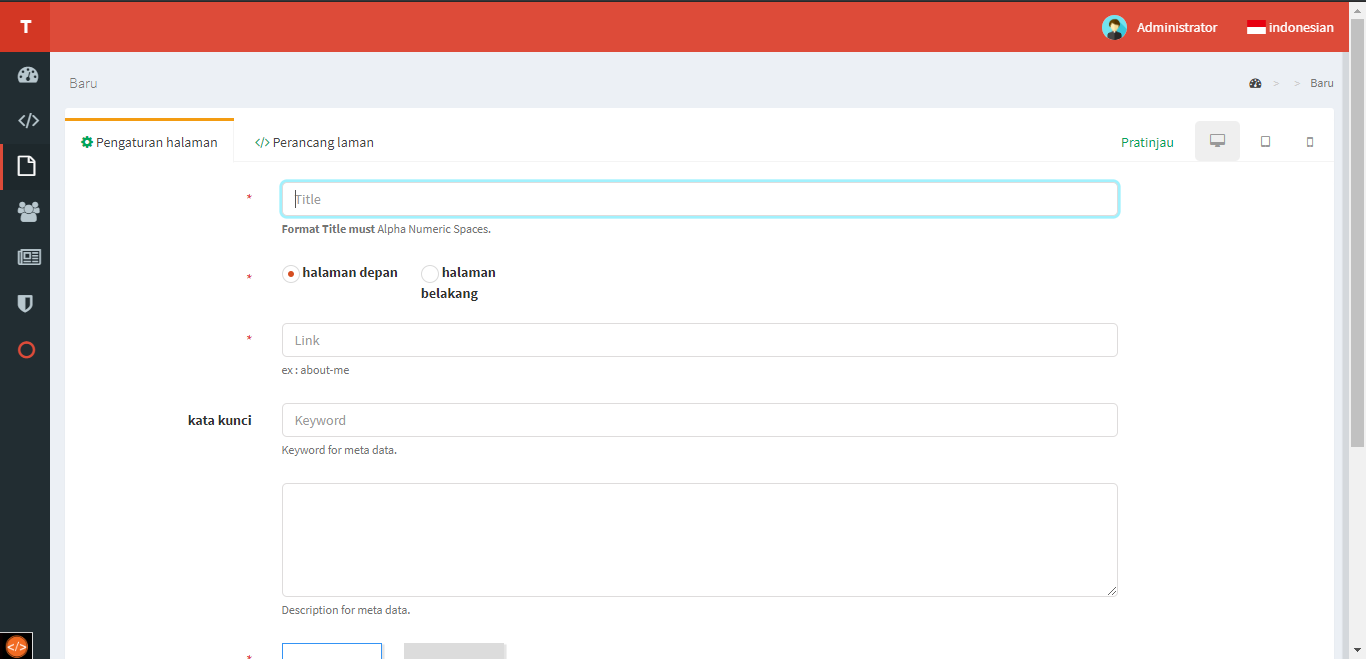 T
Administrator
indonesian
Baru
> > Baru
Pengaturan halaman
</> Perancang laman
Pratinjau
* Title
Format Title must Alpha Numeric Spaces.
* halaman depan
halaman belakang
* Link
ex : about-me
kata kunci
Keyword
Keyword for meta data.
Description for meta data.
*